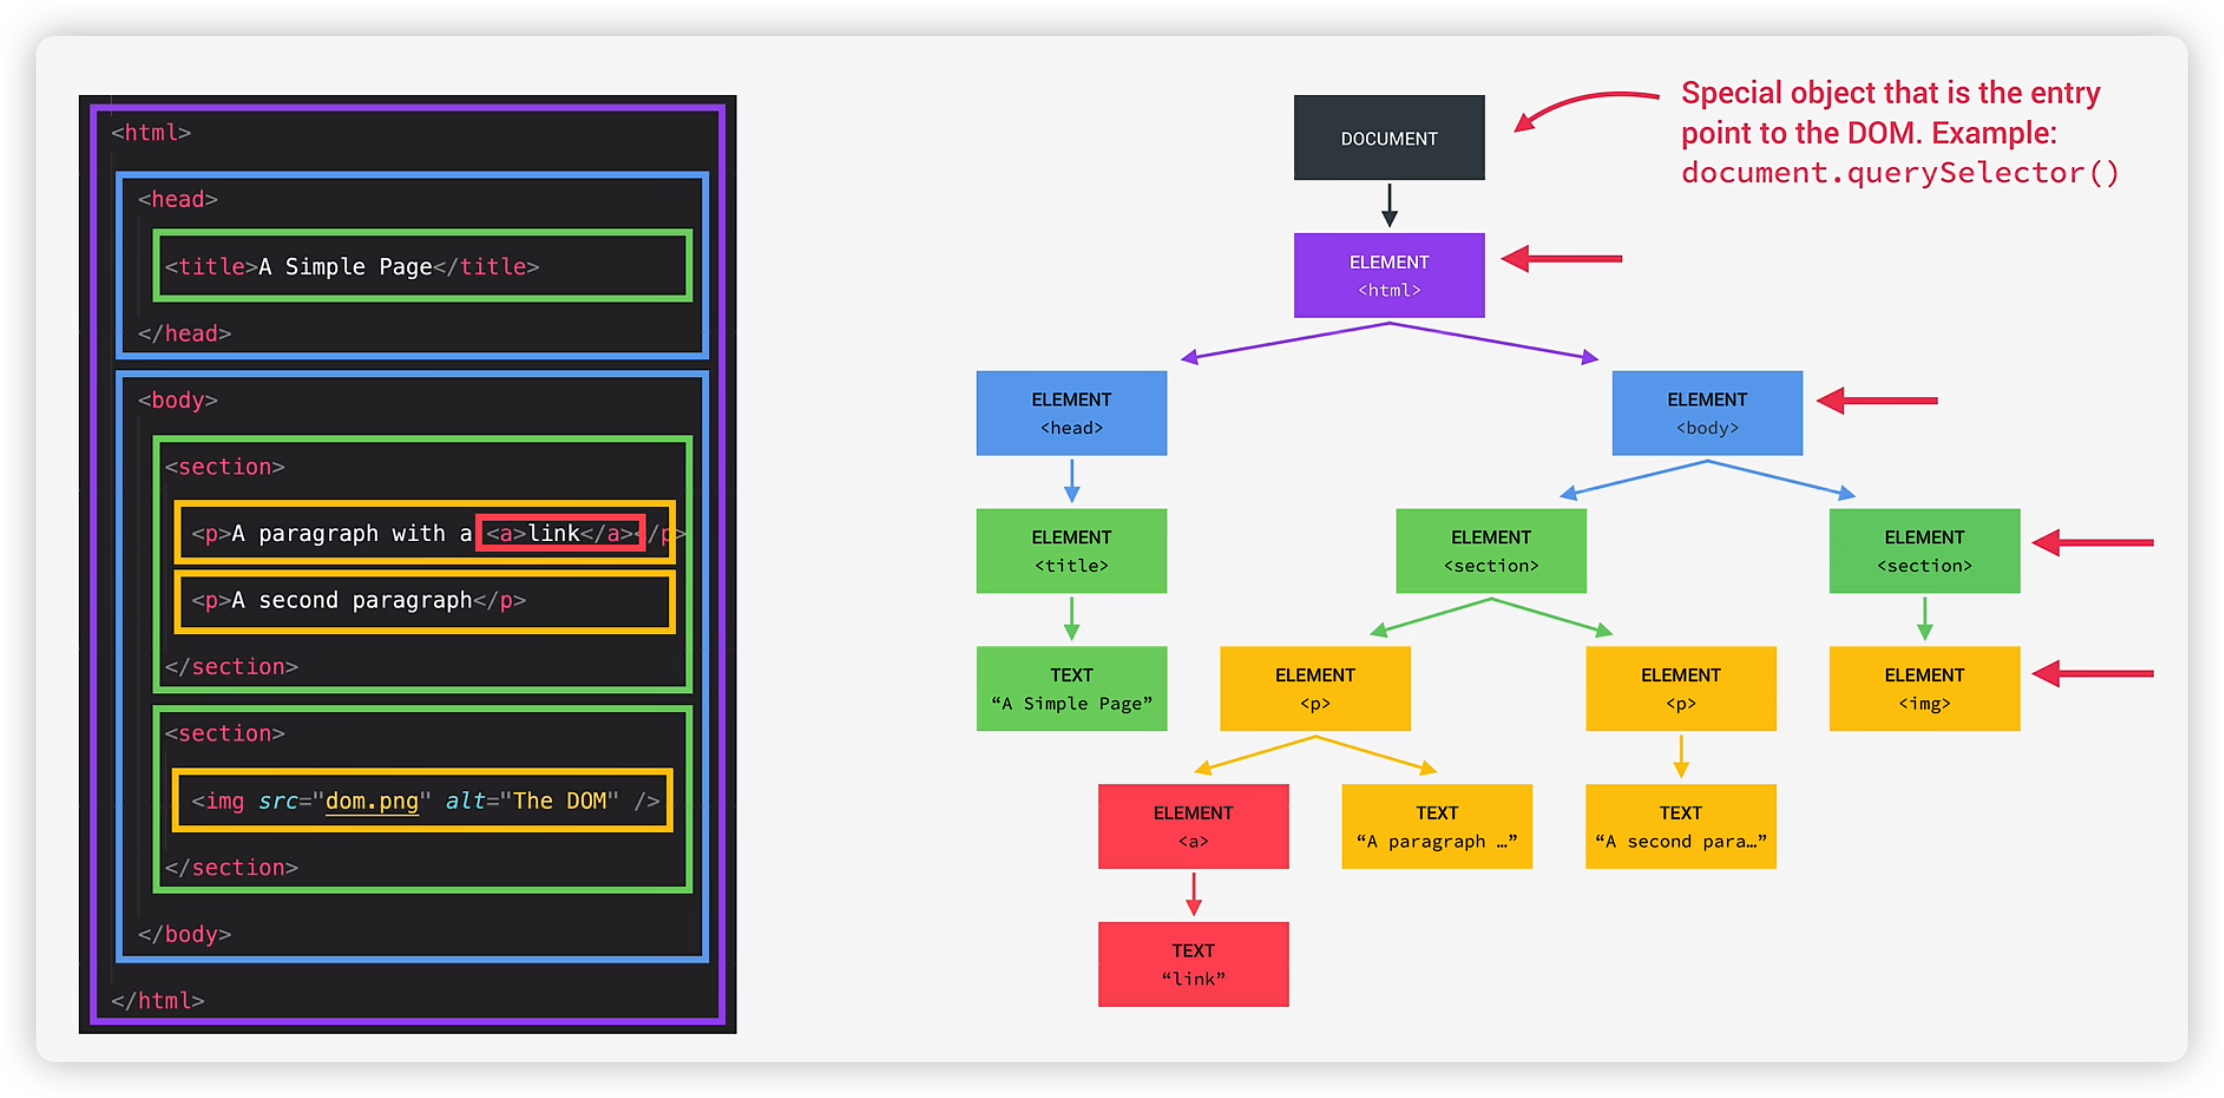 <html>
<head>
<title>A Simple Page</title>
</head>
<body>
<section>
<p>A paragraph with a <a>link</a></p>
<p>A second paragraph</p>
</section>
<section>
<img src="dom.png" alt="The DOM" />
</section>
</body>
</html>
DOCUMENT
Special object that is the entry
point to the DOM. Example:
document.querySelector()
ELEMENT
<html>
ELEMENT
<head>
ELEMENT
<body>
ELEMENT
<title>
ELEMENT
<section>
ELEMENT
<section>
TEXT
“A Simple Page”
ELEMENT
<p>
ELEMENT
<p>
ELEMENT
<img>
ELEMENT
<a>
TEXT
“A paragraph …”
TEXT
“A second para…”
TEXT
“link”